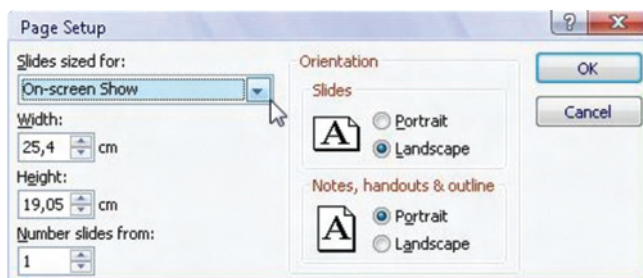 Page Setup
Slides sized for:
On-screen Show
Width:
25,4 cm
Height:
19,05 cm
Number slides from:
1
Orientation
Slides
A
Portrait
Landscape
Notes, handouts & outline
A
Portrait
Landscape
?
OK
Cancel